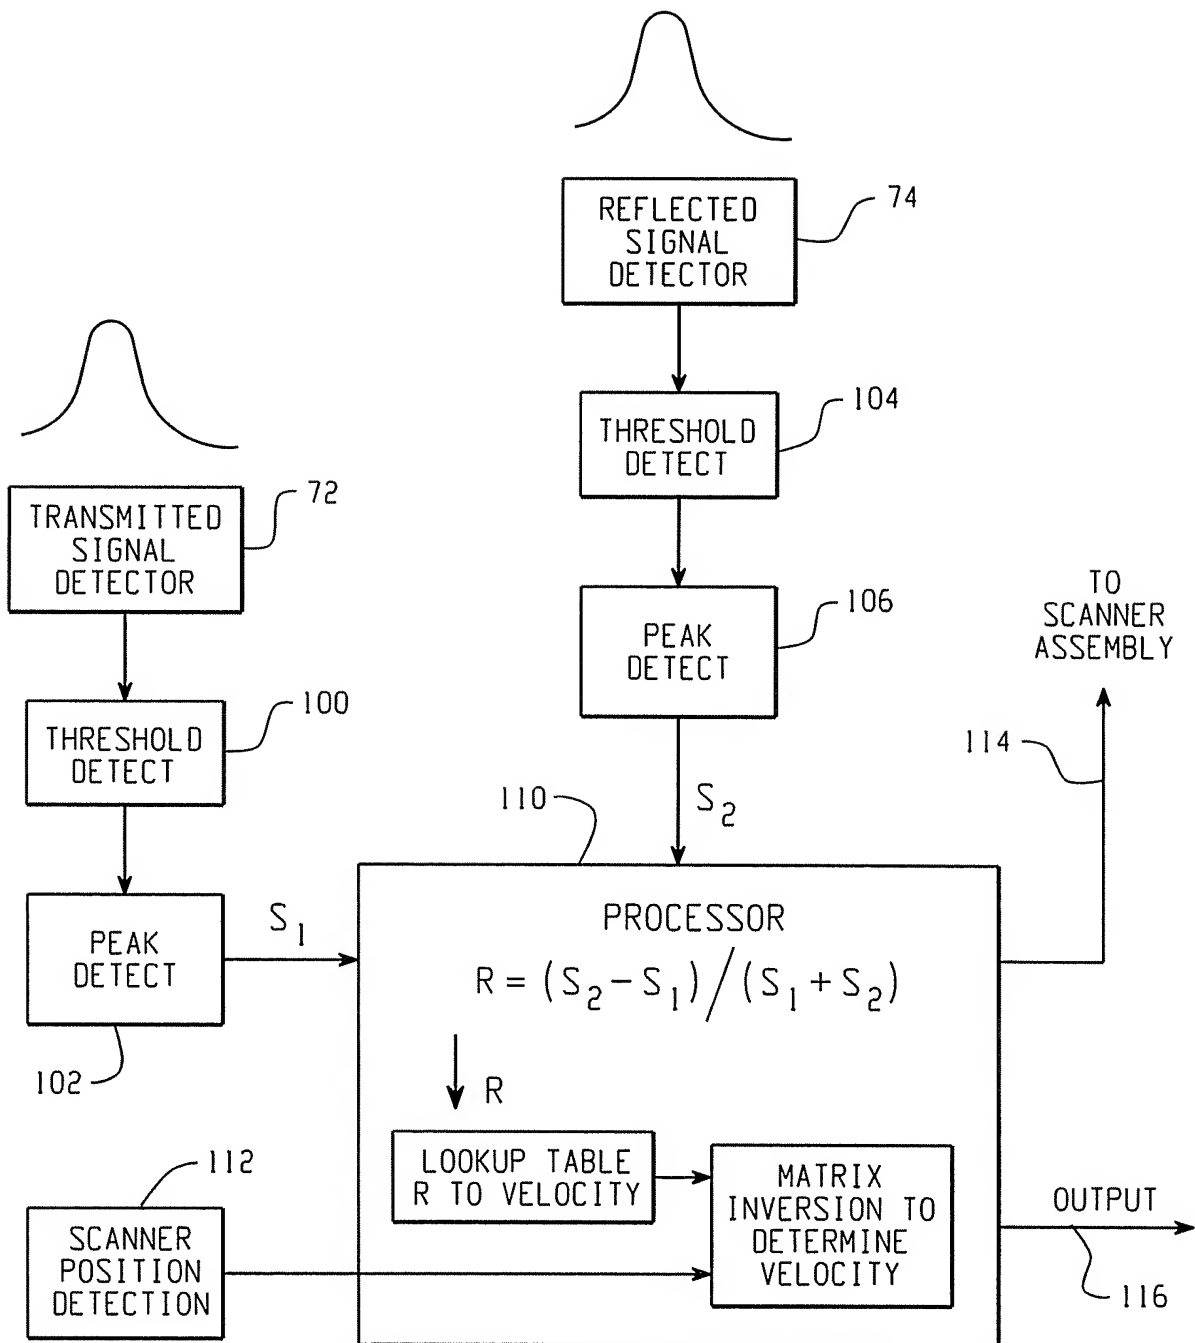 REFLECTED
SIGNAL
DETECTOR
74
THRESHOLD
DETECT
104
TRANSMITTED
SIGNAL
DETECTOR
72
PEAK
DETECT
106
TO
SCANNER
ASSEMBLY
THRESHOLD
DETECT
100
114
110
S2
PEAK
DETECT
S1
102
PROCESSOR
R = (S2 – S1) / (S1 + S2)
R
LOOKUP TABLE
R TO VELOCITY
MATRIX
INVERSION TO
DETERMINE
VELOCITY
112
SCANNER
POSITION
DETECTION
OUTPUT
116